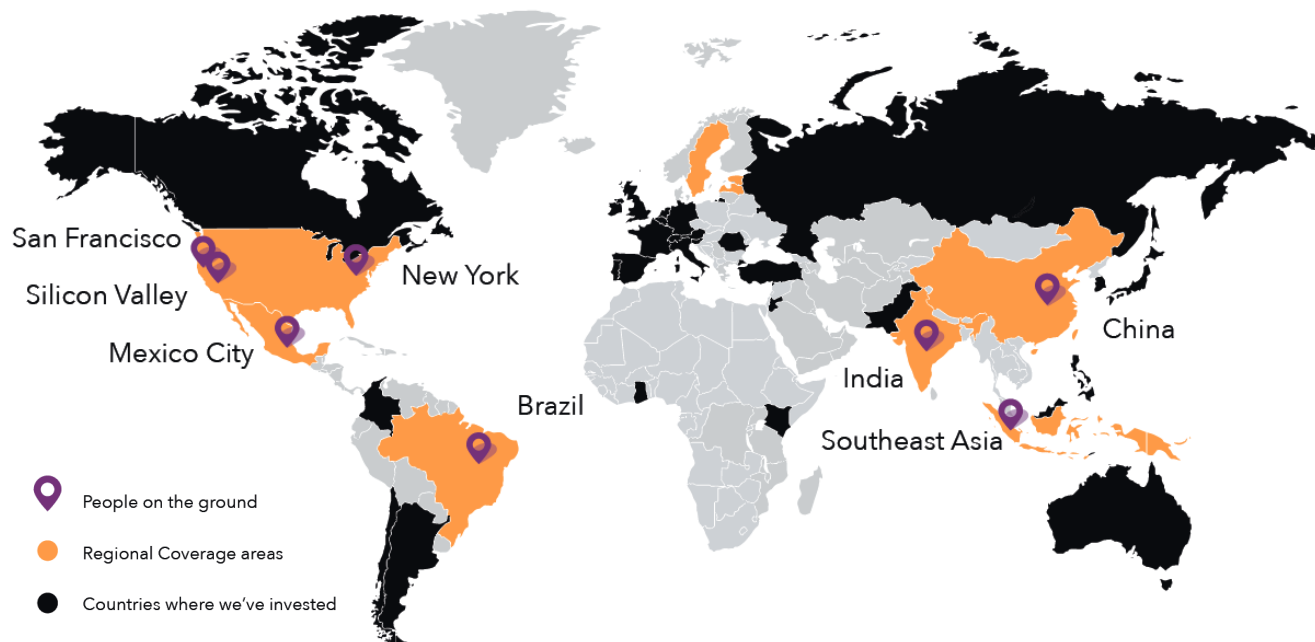 San Francisco
Silicon Valley
New York
Mexico City
China
India
Brazil
Southeast Asia
People on the ground
Regional Coverage areas
Countries where we've invested